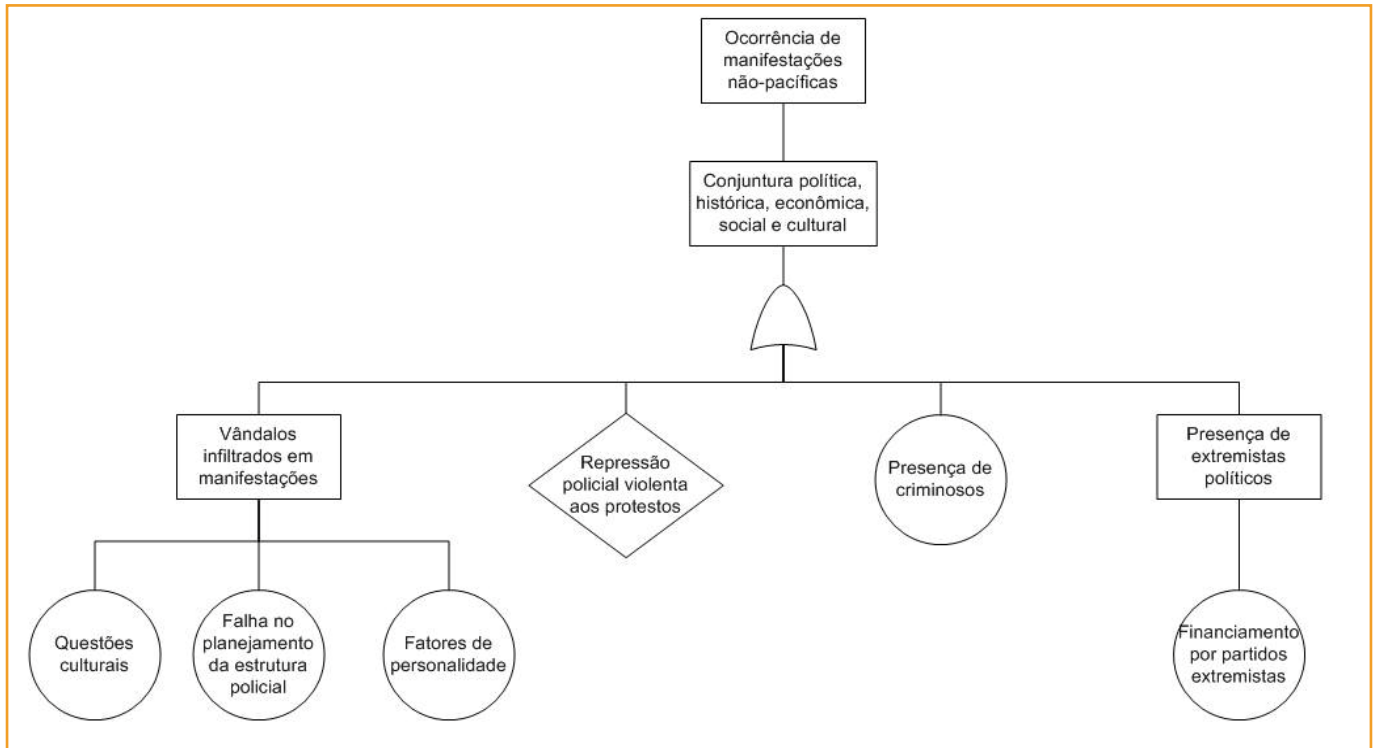 Ocorrência de
manifestações
não-pacíficas
Conjuntura política,
histórica, econômica,
social e cultural
Vândalos
infiltrados em
manifestações
Repressão
policial violenta
aos protestos
Presença de
criminosos
Presença de
extremistas
políticos
Questões
culturais
Falha no
planejamento
da estrutura
policial
Fatores de
personalidade
Financiamento
por partidos
extremistas